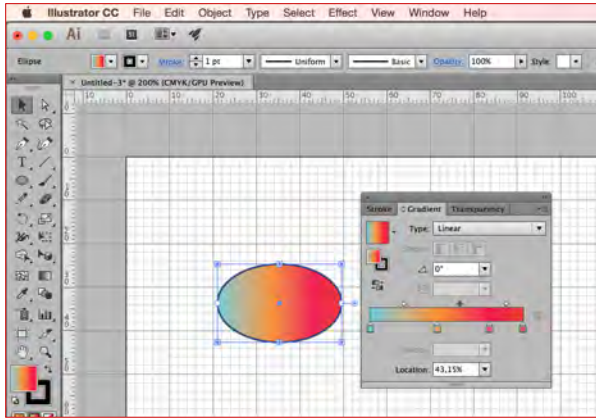 Illustrator CC File Edit Object Type Select Effect View Window Help
Ai
Ellipse Stroke: 1 pt Uniform Basic Opacity: 100% Style:
× Untitled-3* @ 200% (CMYK/GPU Preview)
10 0 10 20 30 40 50 60 70 80 90 100
Stroke Gradient Transparency
Type: Linear
0°
Location: 43,15%